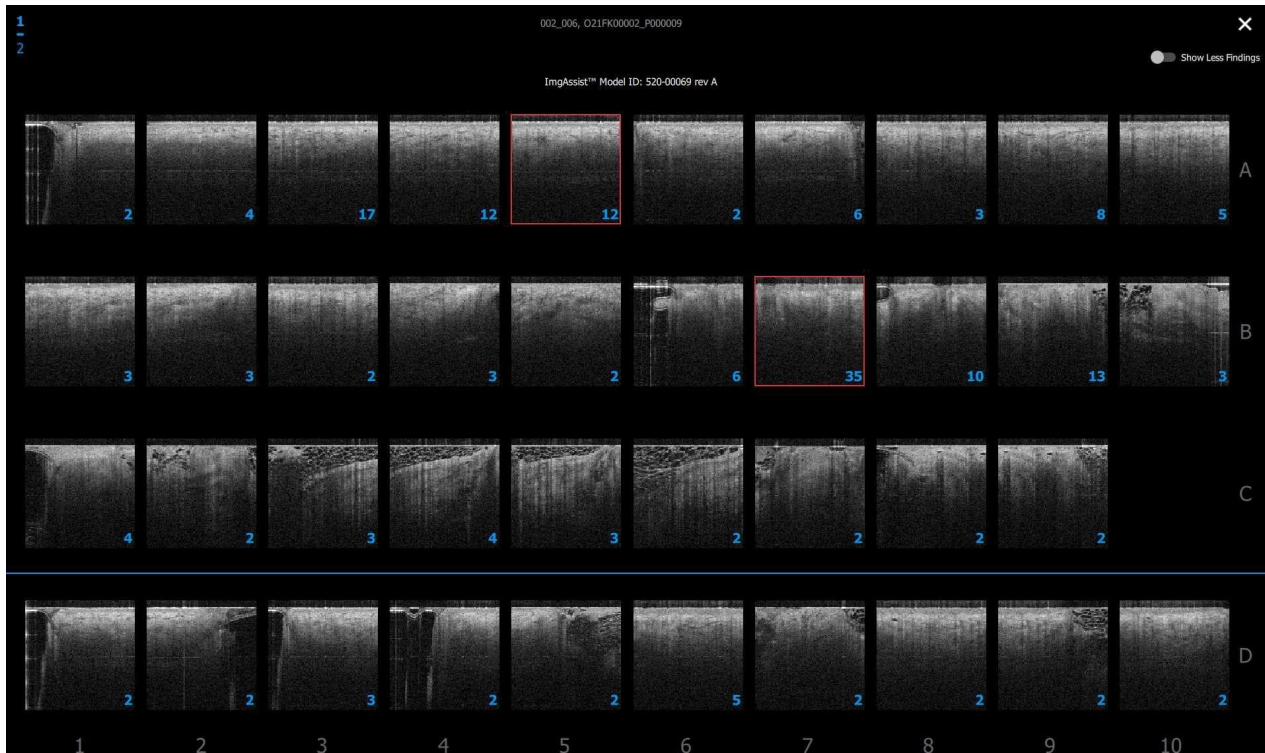 1
2
002_006, O21FK00002_P000009
Show Less Findings
ImgAssist™ Model ID: 520-00069 rev A
2 4 17 12 12 2 6 3 8 5 A
3 3 2 3 2 6 35 10 13 3 B
4 2 3 4 3 2 2 2 2 C
2 2 3 2 2 5 2 2 2 2 D
1 2 3 4 5 6 7 8 9 10